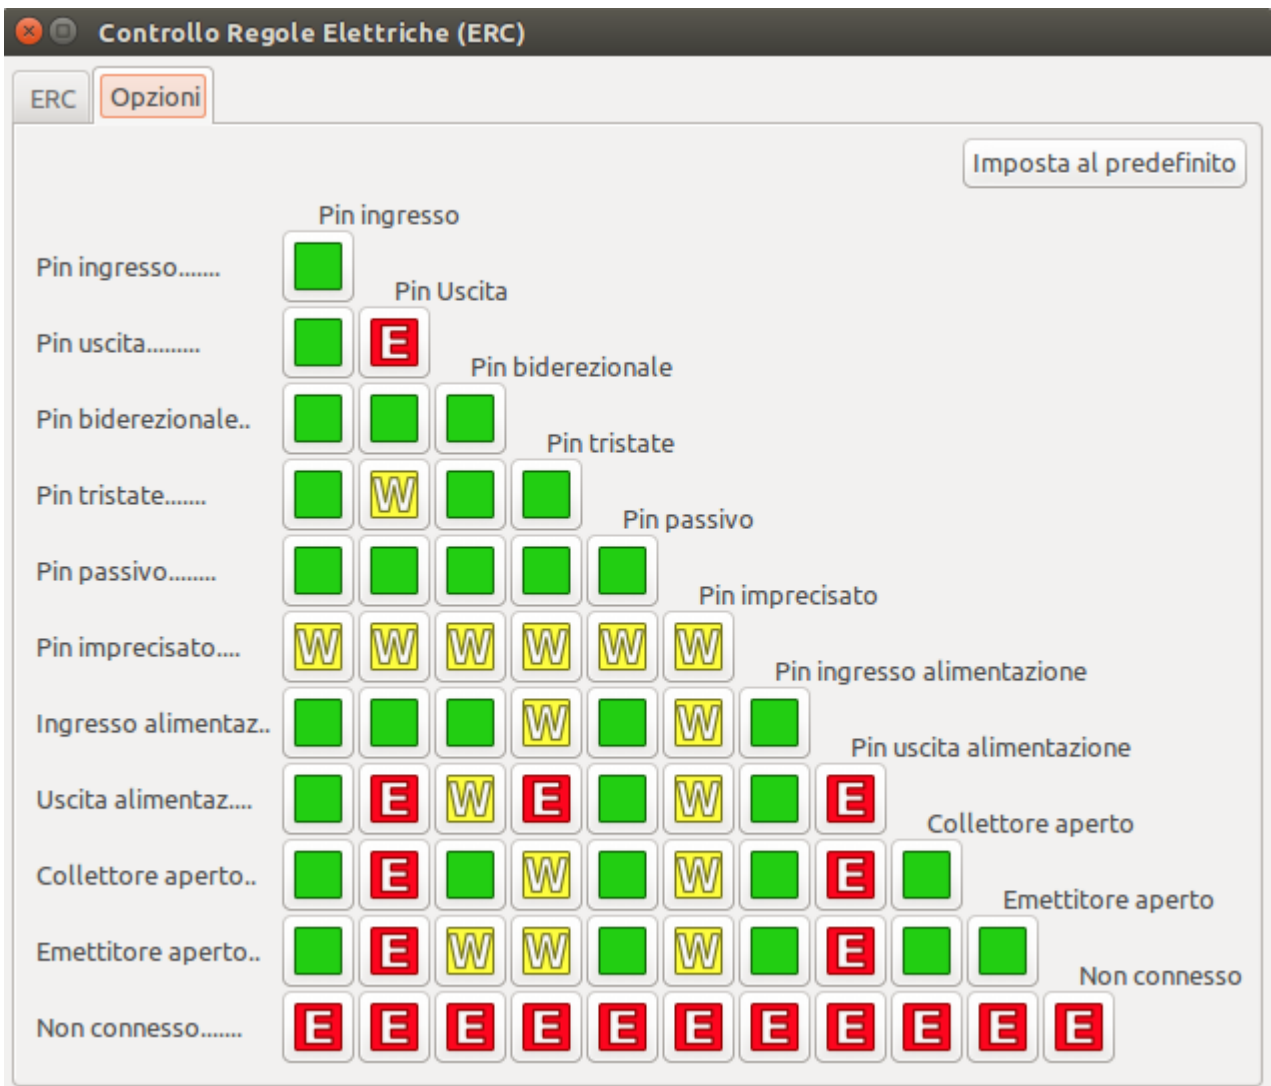 Controllo Regole Elettriche (ERC)
ERC Opzioni
Imposta al predefinito
Pin ingresso
Pin ingresso.......
Pin Uscita
Pin uscita......... E
Pin biderezionale
Pin biderezionale..
Pin tristate
Pin tristate....... W
Pin passivo
Pin passivo........
Pin imprecisato
Pin imprecisato.... W W W W W W
Pin ingresso alimentazione
Ingresso alimentaz.. W W
Pin uscita alimentazione
Uscita alimentaz.... E W E W E
Collettore aperto
Collettore aperto.. E W W E
Emettitore aperto
Emettitore aperto.. E W W W E
Non connesso
Non connesso....... E E E E E E E E E E E